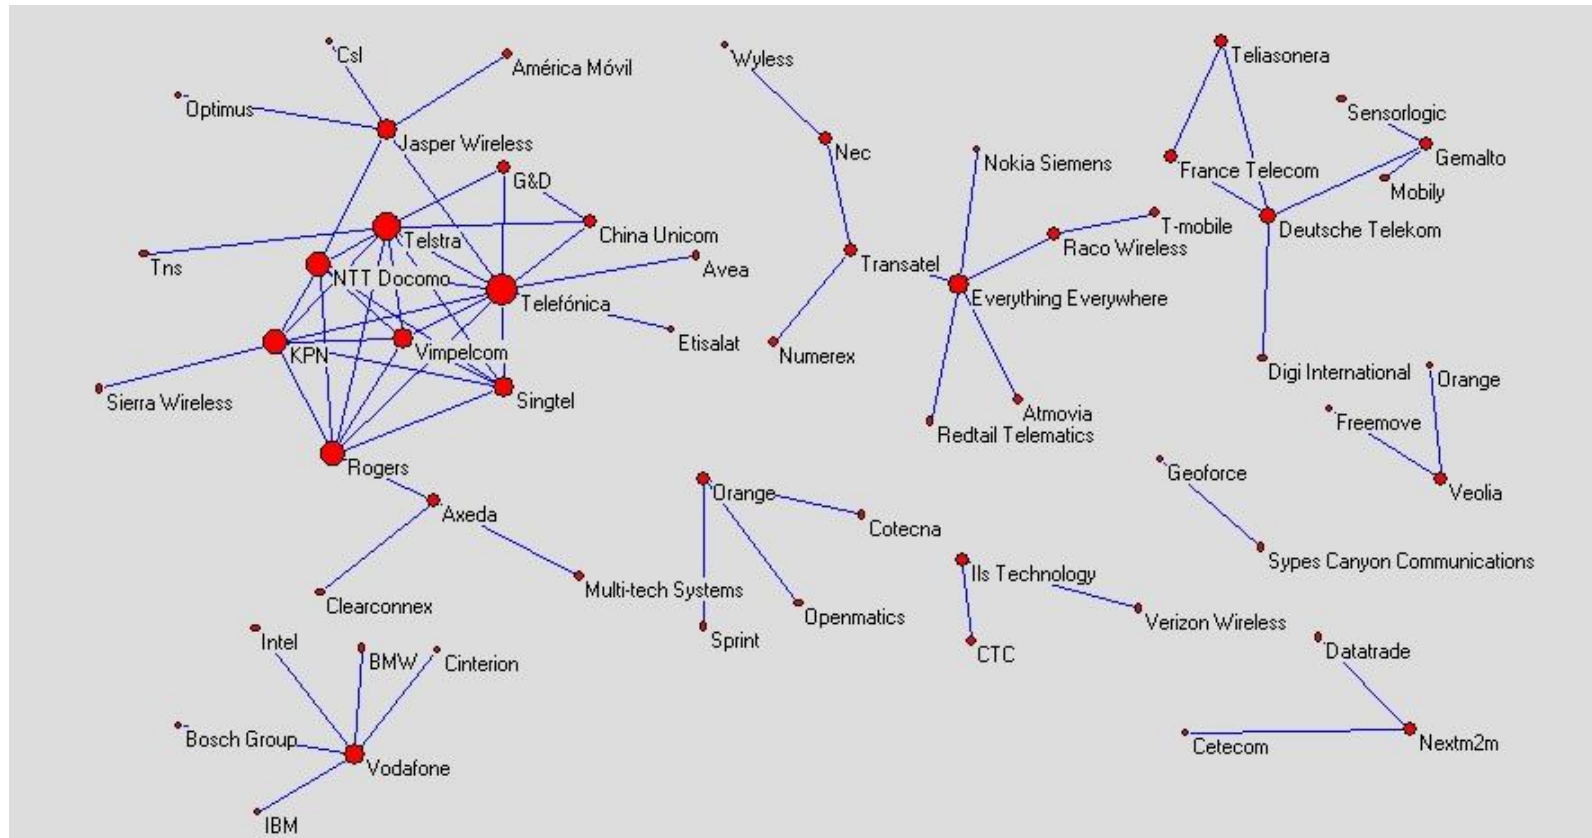 Csl
América Móvil
Optimus
Jasper Wireless
G&D
Telstra
China Unicom
Tns
NTT Docomo
Avea
Telefónica
KPN
Vimpelcom
Etisalat
Sierra Wireless
Singtel
Rogers
Axeda
Clearconnex
Multi-tech Systems
Intel
BMW
Cinterion
Bosch Group
Vodafone
IBM
Wyless
Nec
Nokia Siemens
T-mobile
Raco Wireless
Transatel
Everything Everywhere
Numerex
Atmovia
Redtail Telematics
Orange
Cotecna
Openmatics
Sprint
Ils Technology
Verizon Wireless
CTC
Teliasonera
Sensorlogic
Gemalto
France Telecom
Mobily
Deutsche Telekom
Digi International
Orange
Freemove
Veolia
Geoforce
Sypes Canyon Communications
Datatrade
Cetecom
Nextm2m